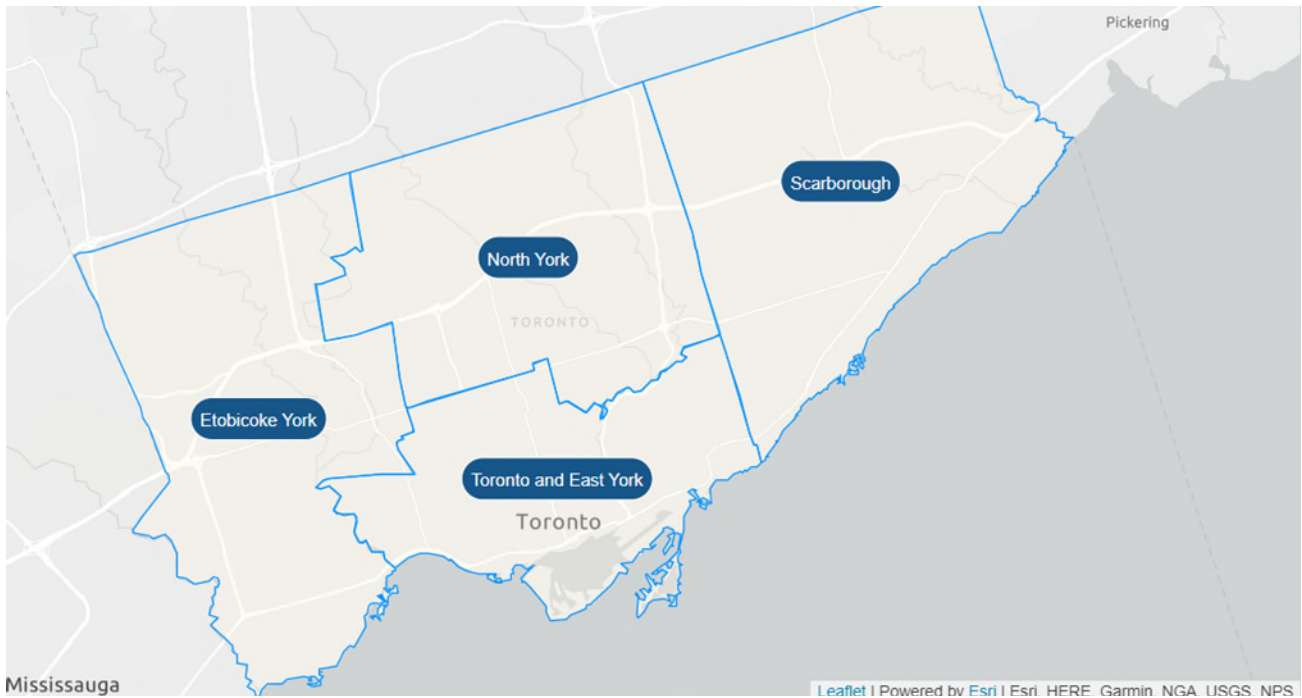 Pickering
Scarborough
North York
TORONTO
Etobicoke York
Toronto and East York
Toronto
Mississauga
Leaflet | Powered by Esri | Esri, HERE, Garmin, NGA, USGS, NPS